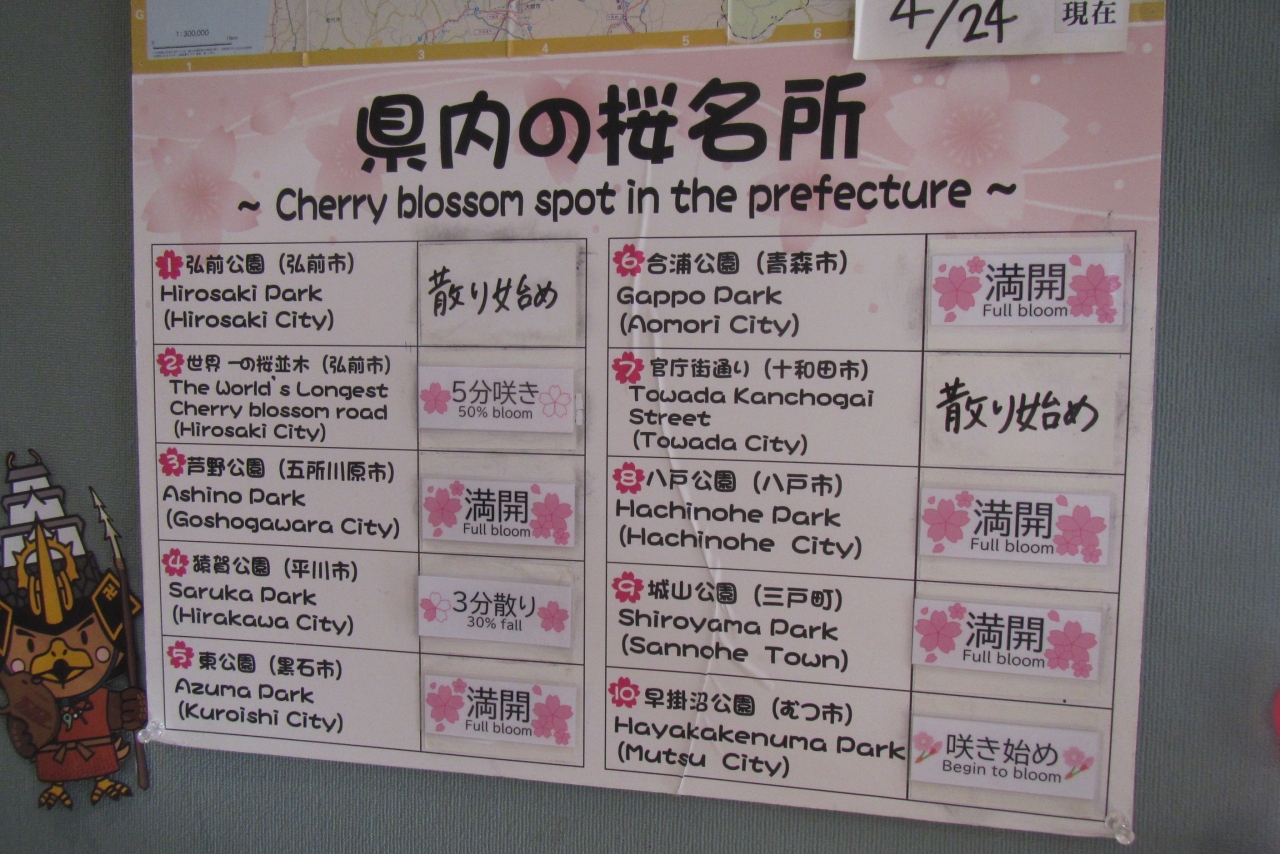 G
1:300,000
1
3
4
5
6
4/24
現在
県内の桜名所
~ Cherry blossom spot in the prefecture ~
1 弘前公園(弘前市)
Hirosaki Park
(Hirosaki City)
散り始め
2 世界一の桜並木(弘前市)
The World's Longest
Cherry blossom road
(Hirosaki City)
5分咲き
50% bloom
3 芦野公園(五所川原市)
Ashino Park
(Goshogawara City)
満開
Full bloom
4 猿賀公園(平川市)
Saruka Park
(Hirakawa City)
3分散り
30% fall
5 東公園(黒石市)
Azuma Park
(Kuroishi City)
満開
Full bloom
6 合浦公園(青森市)
Gappo Park
(Aomori City)
満開
Full bloom
7 官庁街通り(十和田市)
Towada Kanchogai
Street
(Towada City)
散り始め
8 八戸公園(八戸市)
Hachinohe Park
(Hachinohe City)
満開
Full bloom
9 城山公園(三戸町)
Shiroyama Park
(Sannohe Town)
満開
Full bloom
10 早掛沼公園(むつ市)
Hayakakenuma Park
(Mutsu City)
咲き始め
Begin to bloom